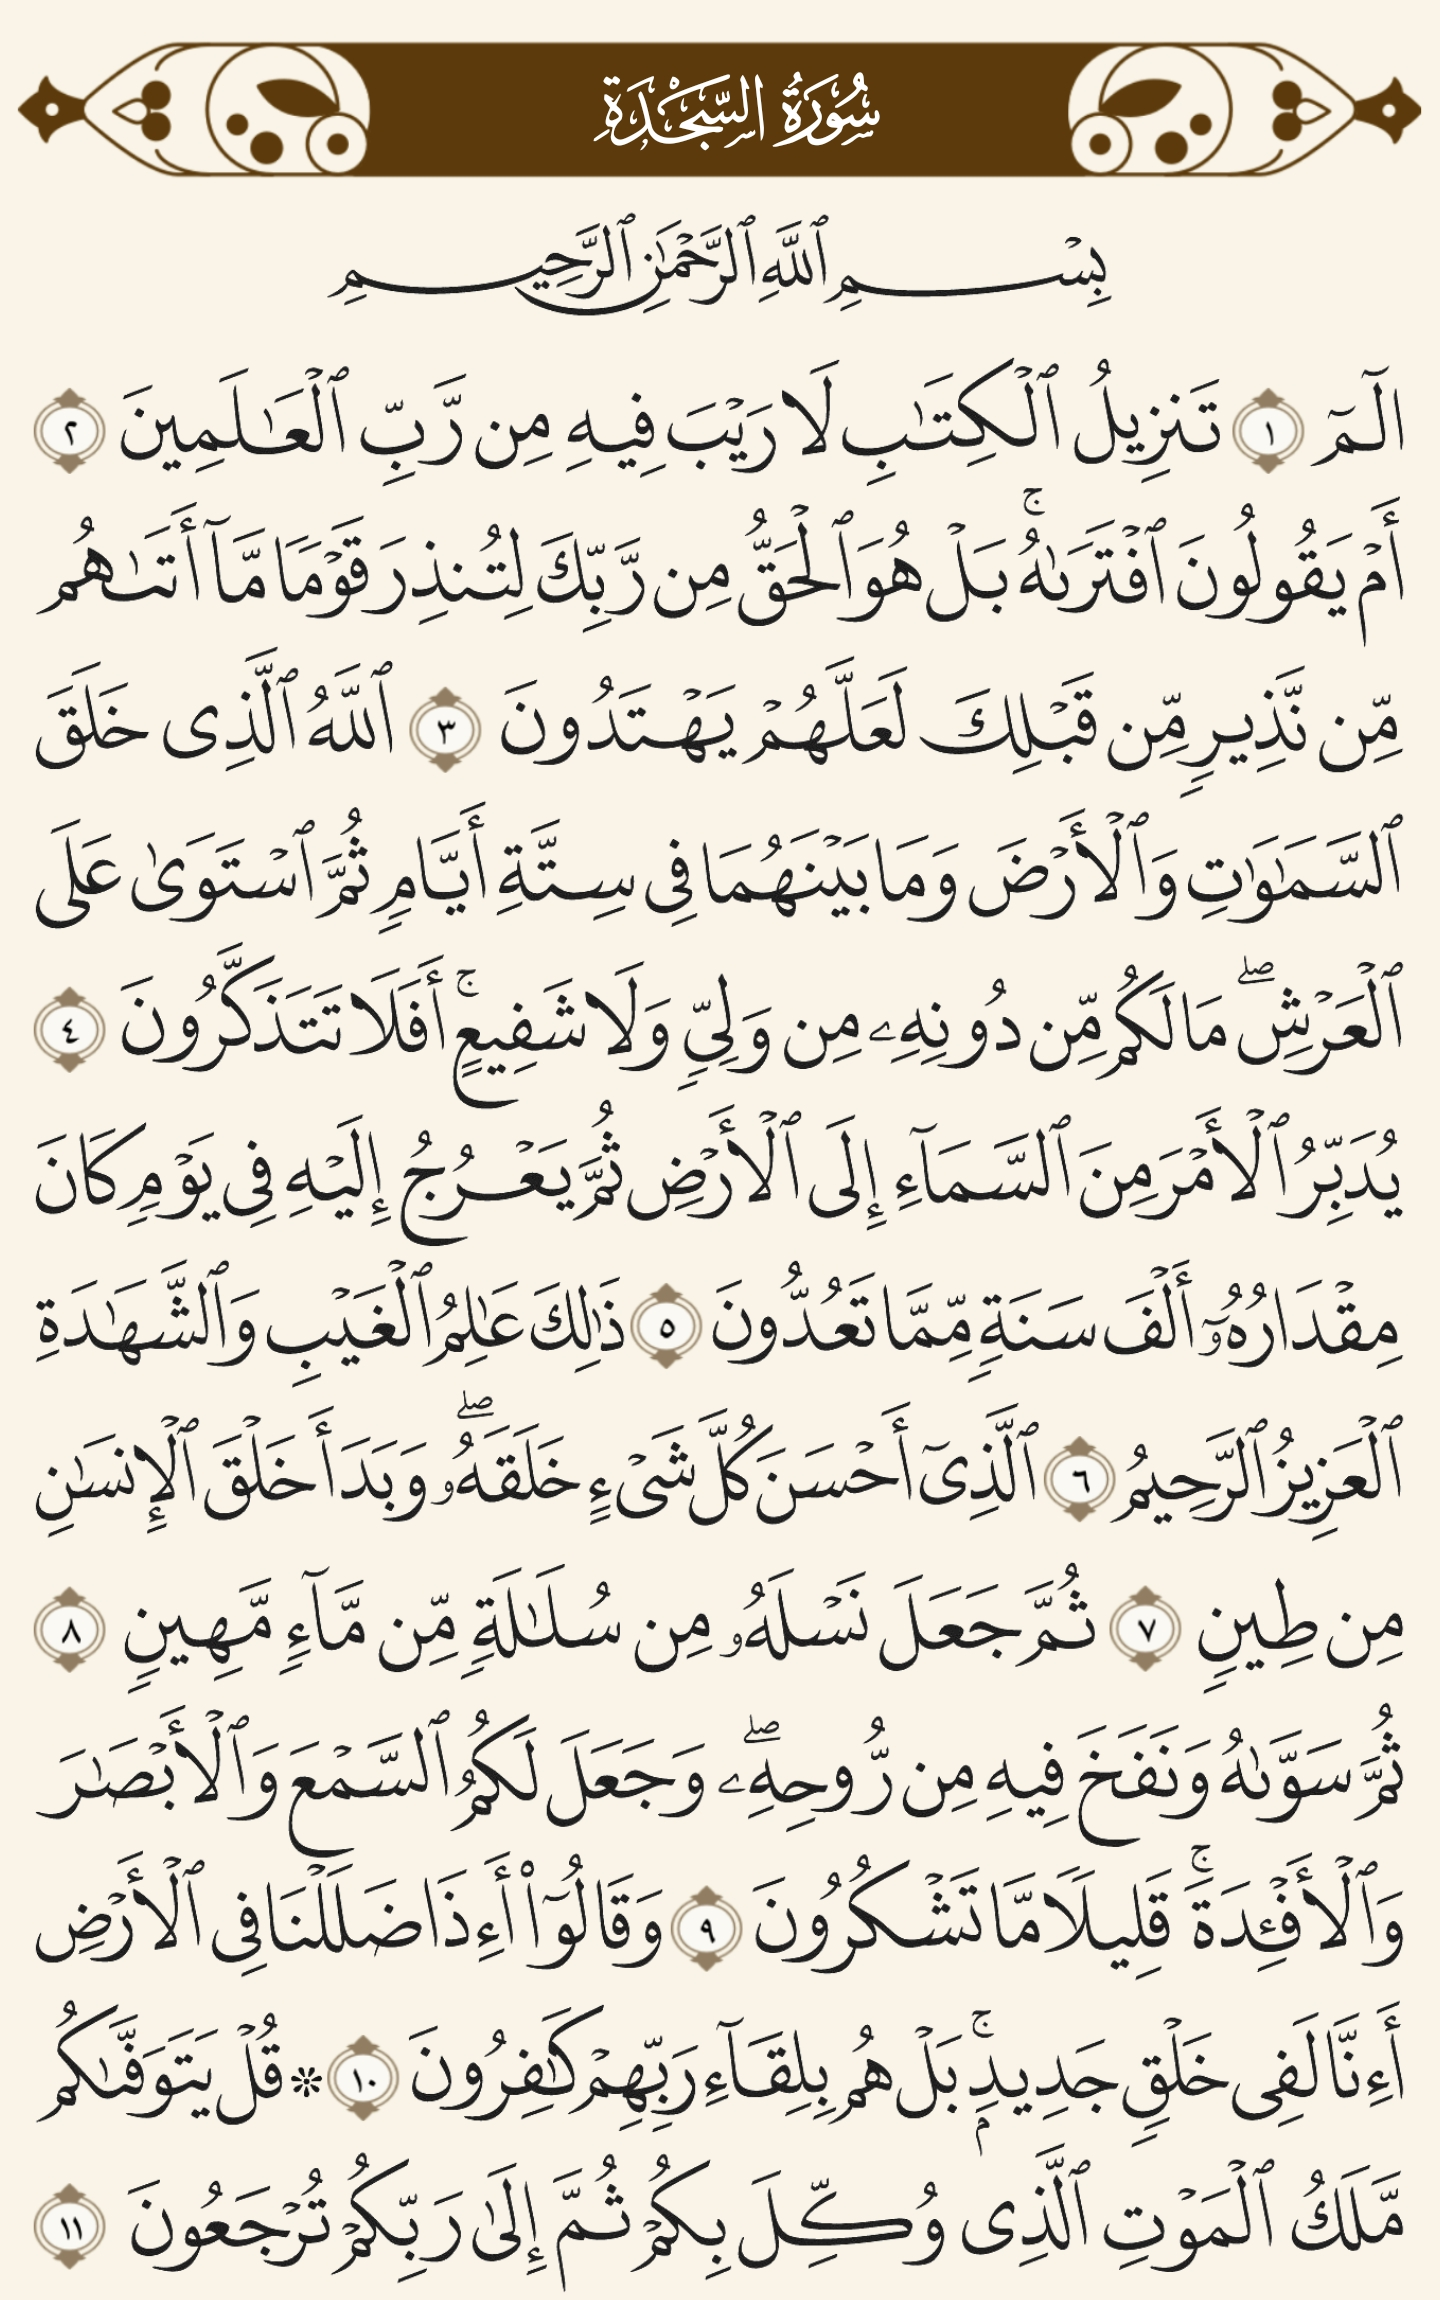 سُورَةُ السَّجۡدَةِ
بِسۡمِ ٱللَّهِ ٱلرَّحۡمَٰنِ ٱلرَّحِيمِ
الٓمٓ ١ تَنزِيلُ ٱلۡكِتَٰبِ لَا رَيۡبَ فِيهِ مِن رَّبِّ ٱلۡعَٰلَمِينَ ٢
أَمۡ يَقُولُونَ ٱفۡتَرَىٰهُۚ بَلۡ هُوَ ٱلۡحَقُّ مِن رَّبِّكَ لِتُنذِرَ قَوۡمٗا مَّآ أَتَىٰهُم
مِّن نَّذِيرٖ مِّن قَبۡلِكَ لَعَلَّهُمۡ يَهۡتَدُونَ ٣ ٱللَّهُ ٱلَّذِي خَلَقَ
ٱلسَّمَٰوَٰتِ وَٱلۡأَرۡضَ وَمَا بَيۡنَهُمَا فِي سِتَّةِ أَيَّامٖ ثُمَّ ٱسۡتَوَىٰ عَلَى
ٱلۡعَرۡشِۖ مَا لَكُم مِّن دُونِهِۦ مِن وَلِيّٖ وَلَا شَفِيعٍۚ أَفَلَا تَتَذَكَّرُونَ ٤
يُدَبِّرُ ٱلۡأَمۡرَ مِنَ ٱلسَّمَآءِ إِلَى ٱلۡأَرۡضِ ثُمَّ يَعۡرُجُ إِلَيۡهِ فِي يَوۡمٖ كَانَ
مِقۡدَارُهُۥٓ أَلۡفَ سَنَةٖ مِّمَّا تَعُدُّونَ ٥ ذَٰلِكَ عَٰلِمُ ٱلۡغَيۡبِ وَٱلشَّهَٰدَةِ
ٱلۡعَزِيزُ ٱلرَّحِيمُ ٦ ٱلَّذِيٓ أَحۡسَنَ كُلَّ شَيۡءٍ خَلَقَهُۥۖ وَبَدَأَ خَلۡقَ ٱلۡإِنسَٰنِ
مِن طِينٖ ٧ ثُمَّ جَعَلَ نَسۡلَهُۥ مِن سُلَٰلَةٖ مِّن مَّآءٖ مَّهِينٖ ٨
ثُمَّ سَوَّىٰهُ وَنَفَخَ فِيهِ مِن رُّوحِهِۦۖ وَجَعَلَ لَكُمُ ٱلسَّمۡعَ وَٱلۡأَبۡصَٰرَ
وَٱلۡأَفۡـِٔدَةَۚ قَلِيلٗا مَّا تَشۡكُرُونَ ٩ وَقَالُوٓاْ أَءِذَا ضَلَلۡنَا فِي ٱلۡأَرۡضِ
أَءِنَّا لَفِي خَلۡقٖ جَدِيدِۭۚ بَلۡ هُم بِلِقَآءِ رَبِّهِمۡ كَٰفِرُونَ ١٠ ۞ قُلۡ يَتَوَفَّىٰكُم
مَّلَكُ ٱلۡمَوۡتِ ٱلَّذِي وُكِّلَ بِكُمۡ ثُمَّ إِلَىٰ رَبِّكُمۡ تُرۡجَعُونَ ١١